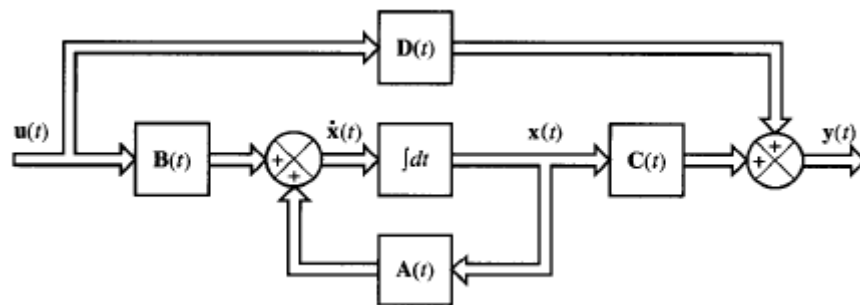 D(t)
u(t)
B(t)
+
+
ẋ(t)
∫dt
x(t)
C(t)
+
+
y(t)
A(t)